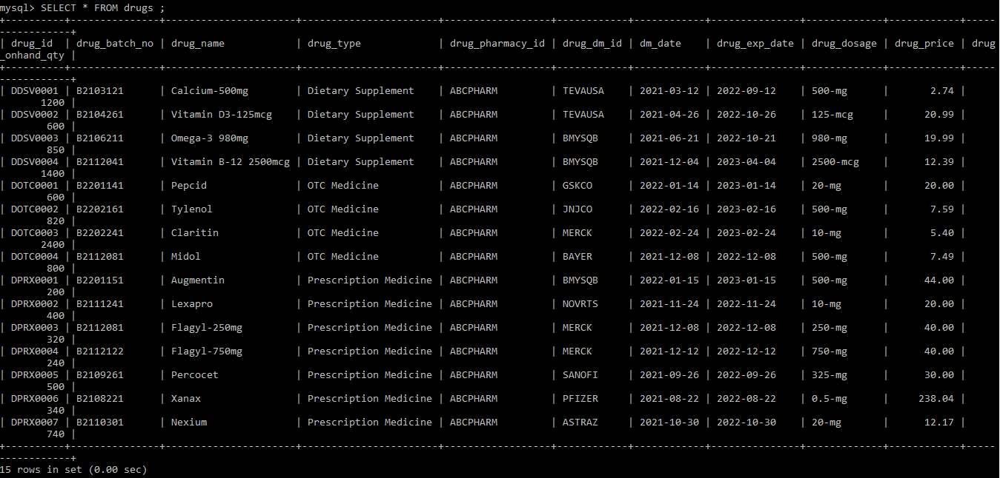 mysql> SELECT * FROM drugs ;
+-----------+---------------+----------------------+-----------------------+------------------+------------+------------+---------------+-------------+------------+-----
------------+
| drug_id | drug_batch_no | drug_name | drug_type | drug_pharmacy_id | drug_dm_id | dm_date | drug_exp_date | drug_dosage | drug_price | drug
_onhand_qty |
+-----------+---------------+----------------------+-----------------------+------------------+------------+------------+---------------+-------------+------------+-----
------------+
| DDSV0001 | B2103121 | Calcium-500mg | Dietary Supplement | ABCPHARM | TEVAUSA | 2021-03-12 | 2022-09-12 | 500-mg | 2.74 |
1200 |
| DDSV0002 | B2104261 | Vitamin D3-125mcg | Dietary Supplement | ABCPHARM | TEVAUSA | 2021-04-26 | 2022-10-26 | 125-mcg | 20.99 |
600 |
| DDSV0003 | B2106211 | Omega-3 980mg | Dietary Supplement | ABCPHARM | BMYSQB | 2021-06-21 | 2022-10-21 | 980-mg | 19.99 |
850 |
| DDSV0004 | B2112041 | Vitamin B-12 2500mcg | Dietary Supplement | ABCPHARM | BMYSQB | 2021-12-04 | 2023-04-04 | 2500-mcg | 12.39 |
1400 |
| DOTC0001 | B2201141 | Pepcid | OTC Medicine | ABCPHARM | GSKCO | 2022-01-14 | 2023-01-14 | 20-mg | 20.00 |
600 |
| DOTC0002 | B2202161 | Tylenol | OTC Medicine | ABCPHARM | JNJCO | 2022-02-16 | 2023-02-16 | 500-mg | 7.59 |
820 |
| DOTC0003 | B2202241 | Claritin | OTC Medicine | ABCPHARM | MERCK | 2022-02-24 | 2023-02-24 | 10-mg | 5.40 |
2400 |
| DOTC0004 | B2112081 | Midol | OTC Medicine | ABCPHARM | BAYER | 2021-12-08 | 2022-12-08 | 500-mg | 7.49 |
800 |
| DPRX0001 | B2201151 | Augmentin | Prescription Medicine | ABCPHARM | BMYSQB | 2022-01-15 | 2023-01-15 | 500-mg | 44.00 |
200 |
| DPRX0002 | B2111241 | Lexapro | Prescription Medicine | ABCPHARM | NOVRTS | 2021-11-24 | 2022-11-24 | 10-mg | 20.00 |
400 |
| DPRX0003 | B2112081 | Flagyl-250mg | Prescription Medicine | ABCPHARM | MERCK | 2021-12-08 | 2022-12-08 | 250-mg | 40.00 |
320 |
| DPRX0004 | B2112122 | Flagyl-750mg | Prescription Medicine | ABCPHARM | MERCK | 2021-12-12 | 2022-12-12 | 750-mg | 40.00 |
240 |
| DPRX0005 | B2109261 | Percocet | Prescription Medicine | ABCPHARM | SANOFI | 2021-09-26 | 2022-09-26 | 325-mg | 30.00 |
500 |
| DPRX0006 | B2108221 | Xanax | Prescription Medicine | ABCPHARM | PFIZER | 2021-08-22 | 2022-08-22 | 0.5-mg | 238.04 |
340 |
| DPRX0007 | B2110301 | Nexium | Prescription Medicine | ABCPHARM | ASTRAZ | 2021-10-30 | 2022-10-30 | 20-mg | 12.17 |
740 |
+-----------+---------------+----------------------+-----------------------+------------------+------------+------------+---------------+-------------+------------+-----
------------+
15 rows in set (0.00 sec)